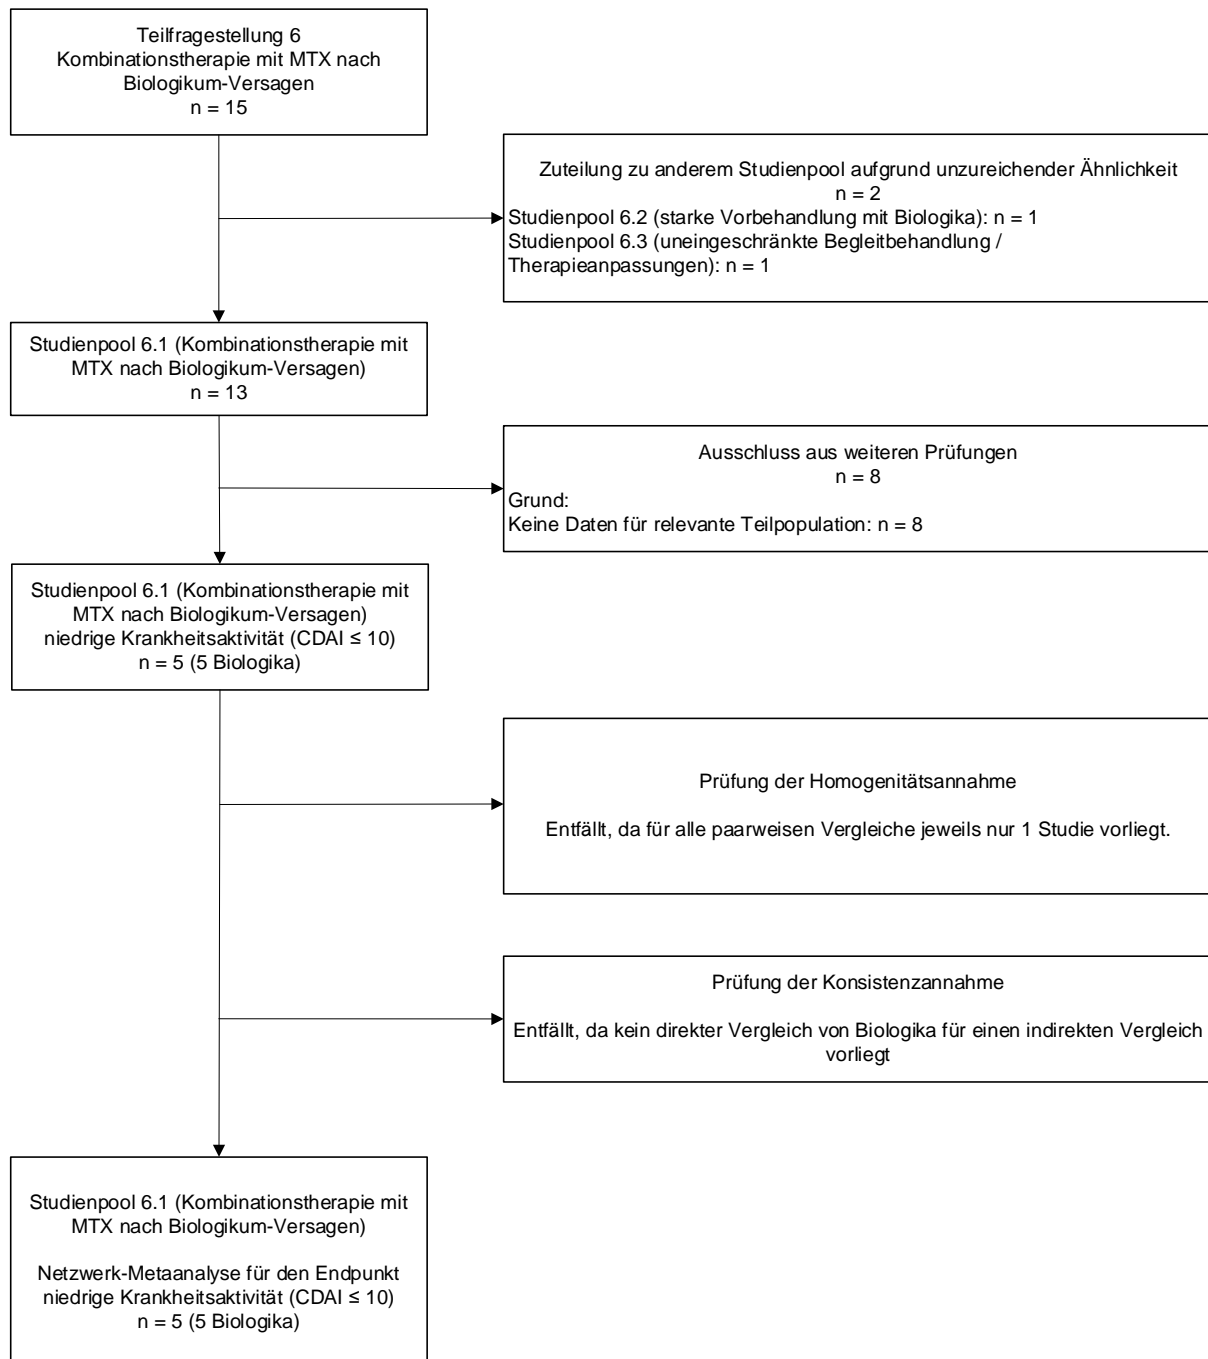 Teilfragestellung 6
Kombinationstherapie mit MTX nach
Biologikum-Versagen
n = 15
Zuteilung zu anderem Studienpool aufgrund unzureichender Ähnlichkeit
n = 2
Studienpool 6.2 (starke Vorbehandlung mit Biologika): n = 1
Studienpool 6.3 (uneingeschränkte Begleitbehandlung /
Therapieanpassungen): n = 1
Studienpool 6.1 (Kombinationstherapie mit
MTX nach Biologikum-Versagen)
n = 13
Ausschluss aus weiteren Prüfungen
n = 8
Grund:
Keine Daten für relevante Teilpopulation: n = 8
Studienpool 6.1 (Kombinationstherapie mit
MTX nach Biologikum-Versagen)
niedrige Krankheitsaktivität (CDAI ≤ 10)
n = 5 (5 Biologika)
Prüfung der Homogenitätsannahme
Entfällt, da für alle paarweisen Vergleiche jeweils nur 1 Studie vorliegt.
Prüfung der Konsistenzannahme
Entfällt, da kein direkter Vergleich von Biologika für einen indirekten Vergleich
vorliegt
Studienpool 6.1 (Kombinationstherapie mit
MTX nach Biologikum-Versagen)
Netzwerk-Metaanalyse für den Endpunkt
niedrige Krankheitsaktivität (CDAI ≤ 10)
n = 5 (5 Biologika)